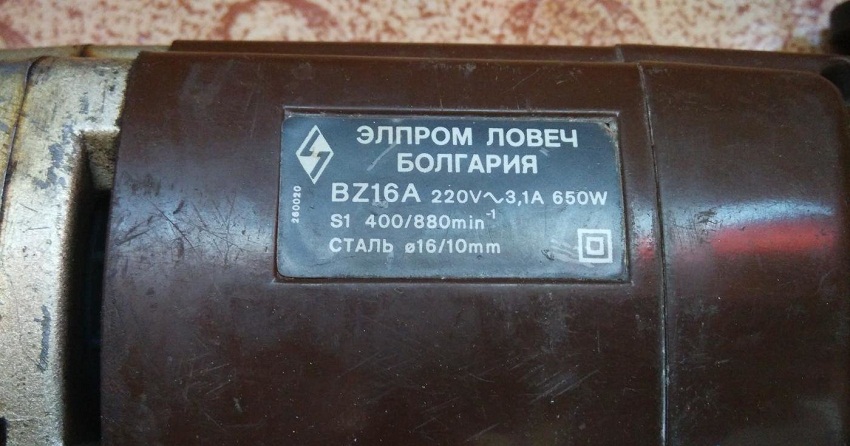 ЭЛПРОМ ЛОВЕЧ
БОЛГАРИЯ
BZ16A 220V~3,1A 650W
S1 400/880min⁻¹
СТАЛЬ ø16/10mm
260020